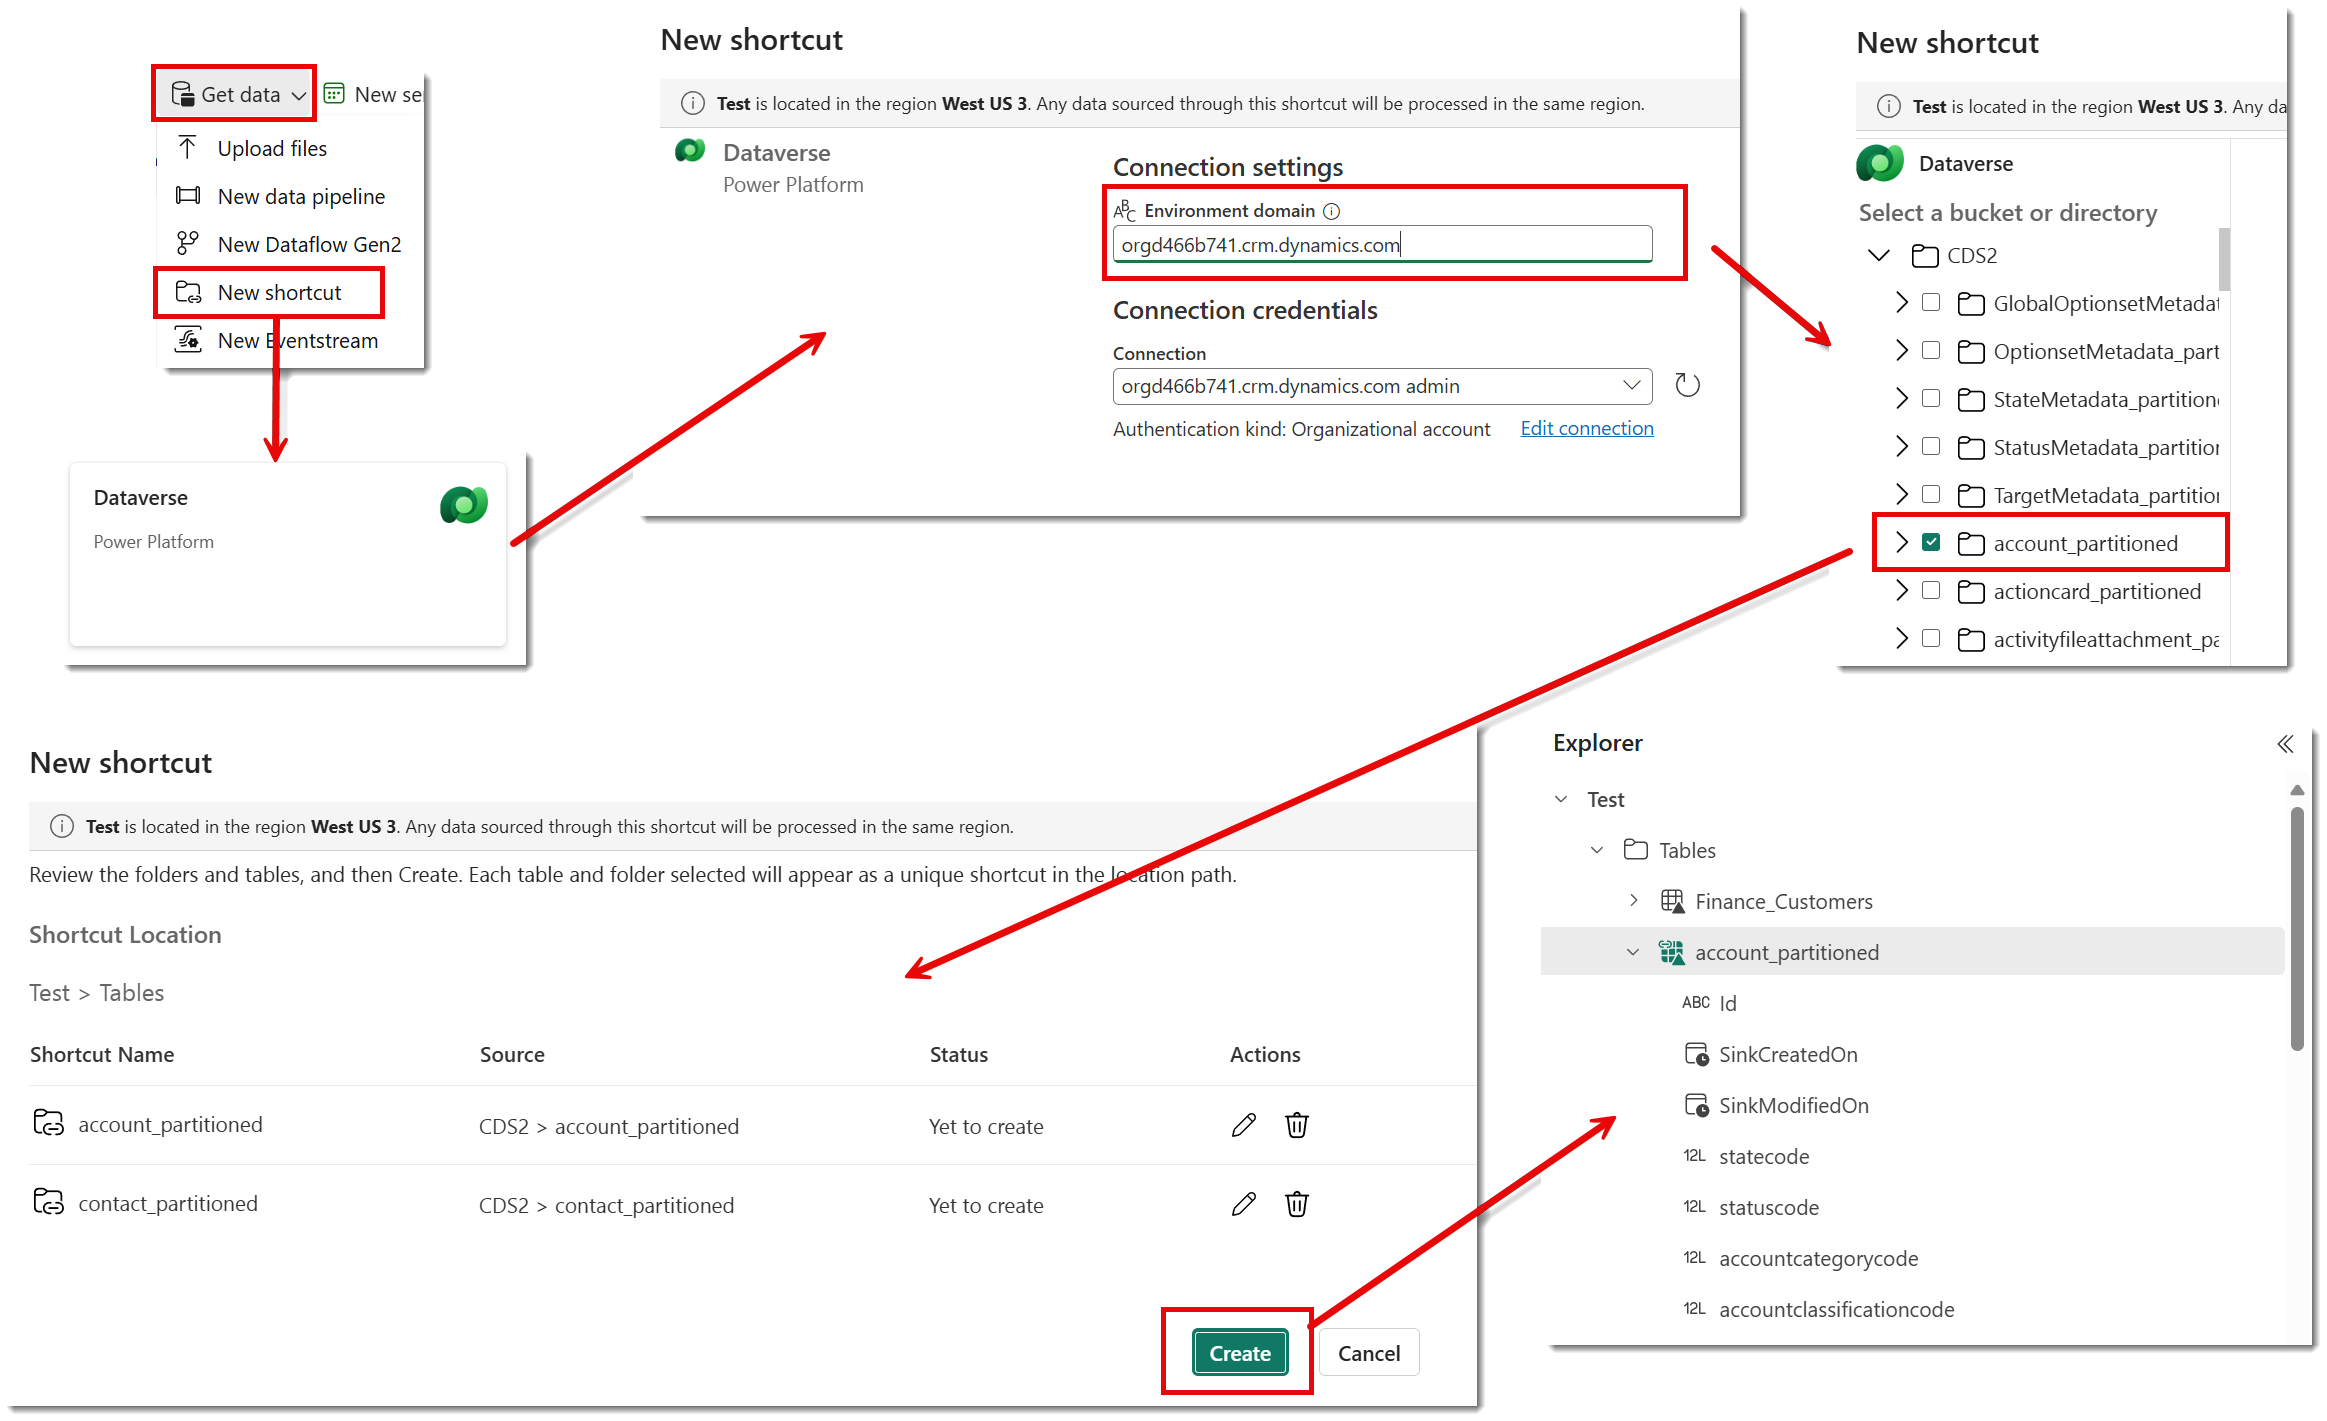 Get data
New se
Upload files
New data pipeline
New Dataflow Gen2
New shortcut
New Eventstream
Dataverse
Power Platform
New shortcut
Test is located in the region West US 3. Any data sourced through this shortcut will be processed in the same region.
Dataverse
Power Platform
Connection settings
ABC Environment domain
orgd466b741.crm.dynamics.com
Connection credentials
Connection
orgd466b741.crm.dynamics.com admin
Authentication kind: Organizational account Edit connection
New shortcut
Test is located in the region West US 3. Any da
Dataverse
Select a bucket or directory
CDS2
GlobalOptionsetMetadat
OptionsetMetadata_part
StateMetadata_partition
StatusMetadata_partition
TargetMetadata_partition
account_partitioned
actioncard_partitioned
activityfileattachment_pa
New shortcut
Test is located in the region West US 3. Any data sourced through this shortcut will be processed in the same region.
Review the folders and tables, and then Create. Each table and folder selected will appear as a unique shortcut in the location path.
Shortcut Location
Test > Tables
Shortcut Name Source Status Actions
account_partitioned CDS2 > account_partitioned Yet to create
contact_partitioned CDS2 > contact_partitioned Yet to create
Create Cancel
Explorer
Test
Tables
Finance_Customers
account_partitioned
ABC Id
SinkCreatedOn
SinkModifiedOn
12L statecode
12L statuscode
12L accountcategorycode
12L accountclassificationcode